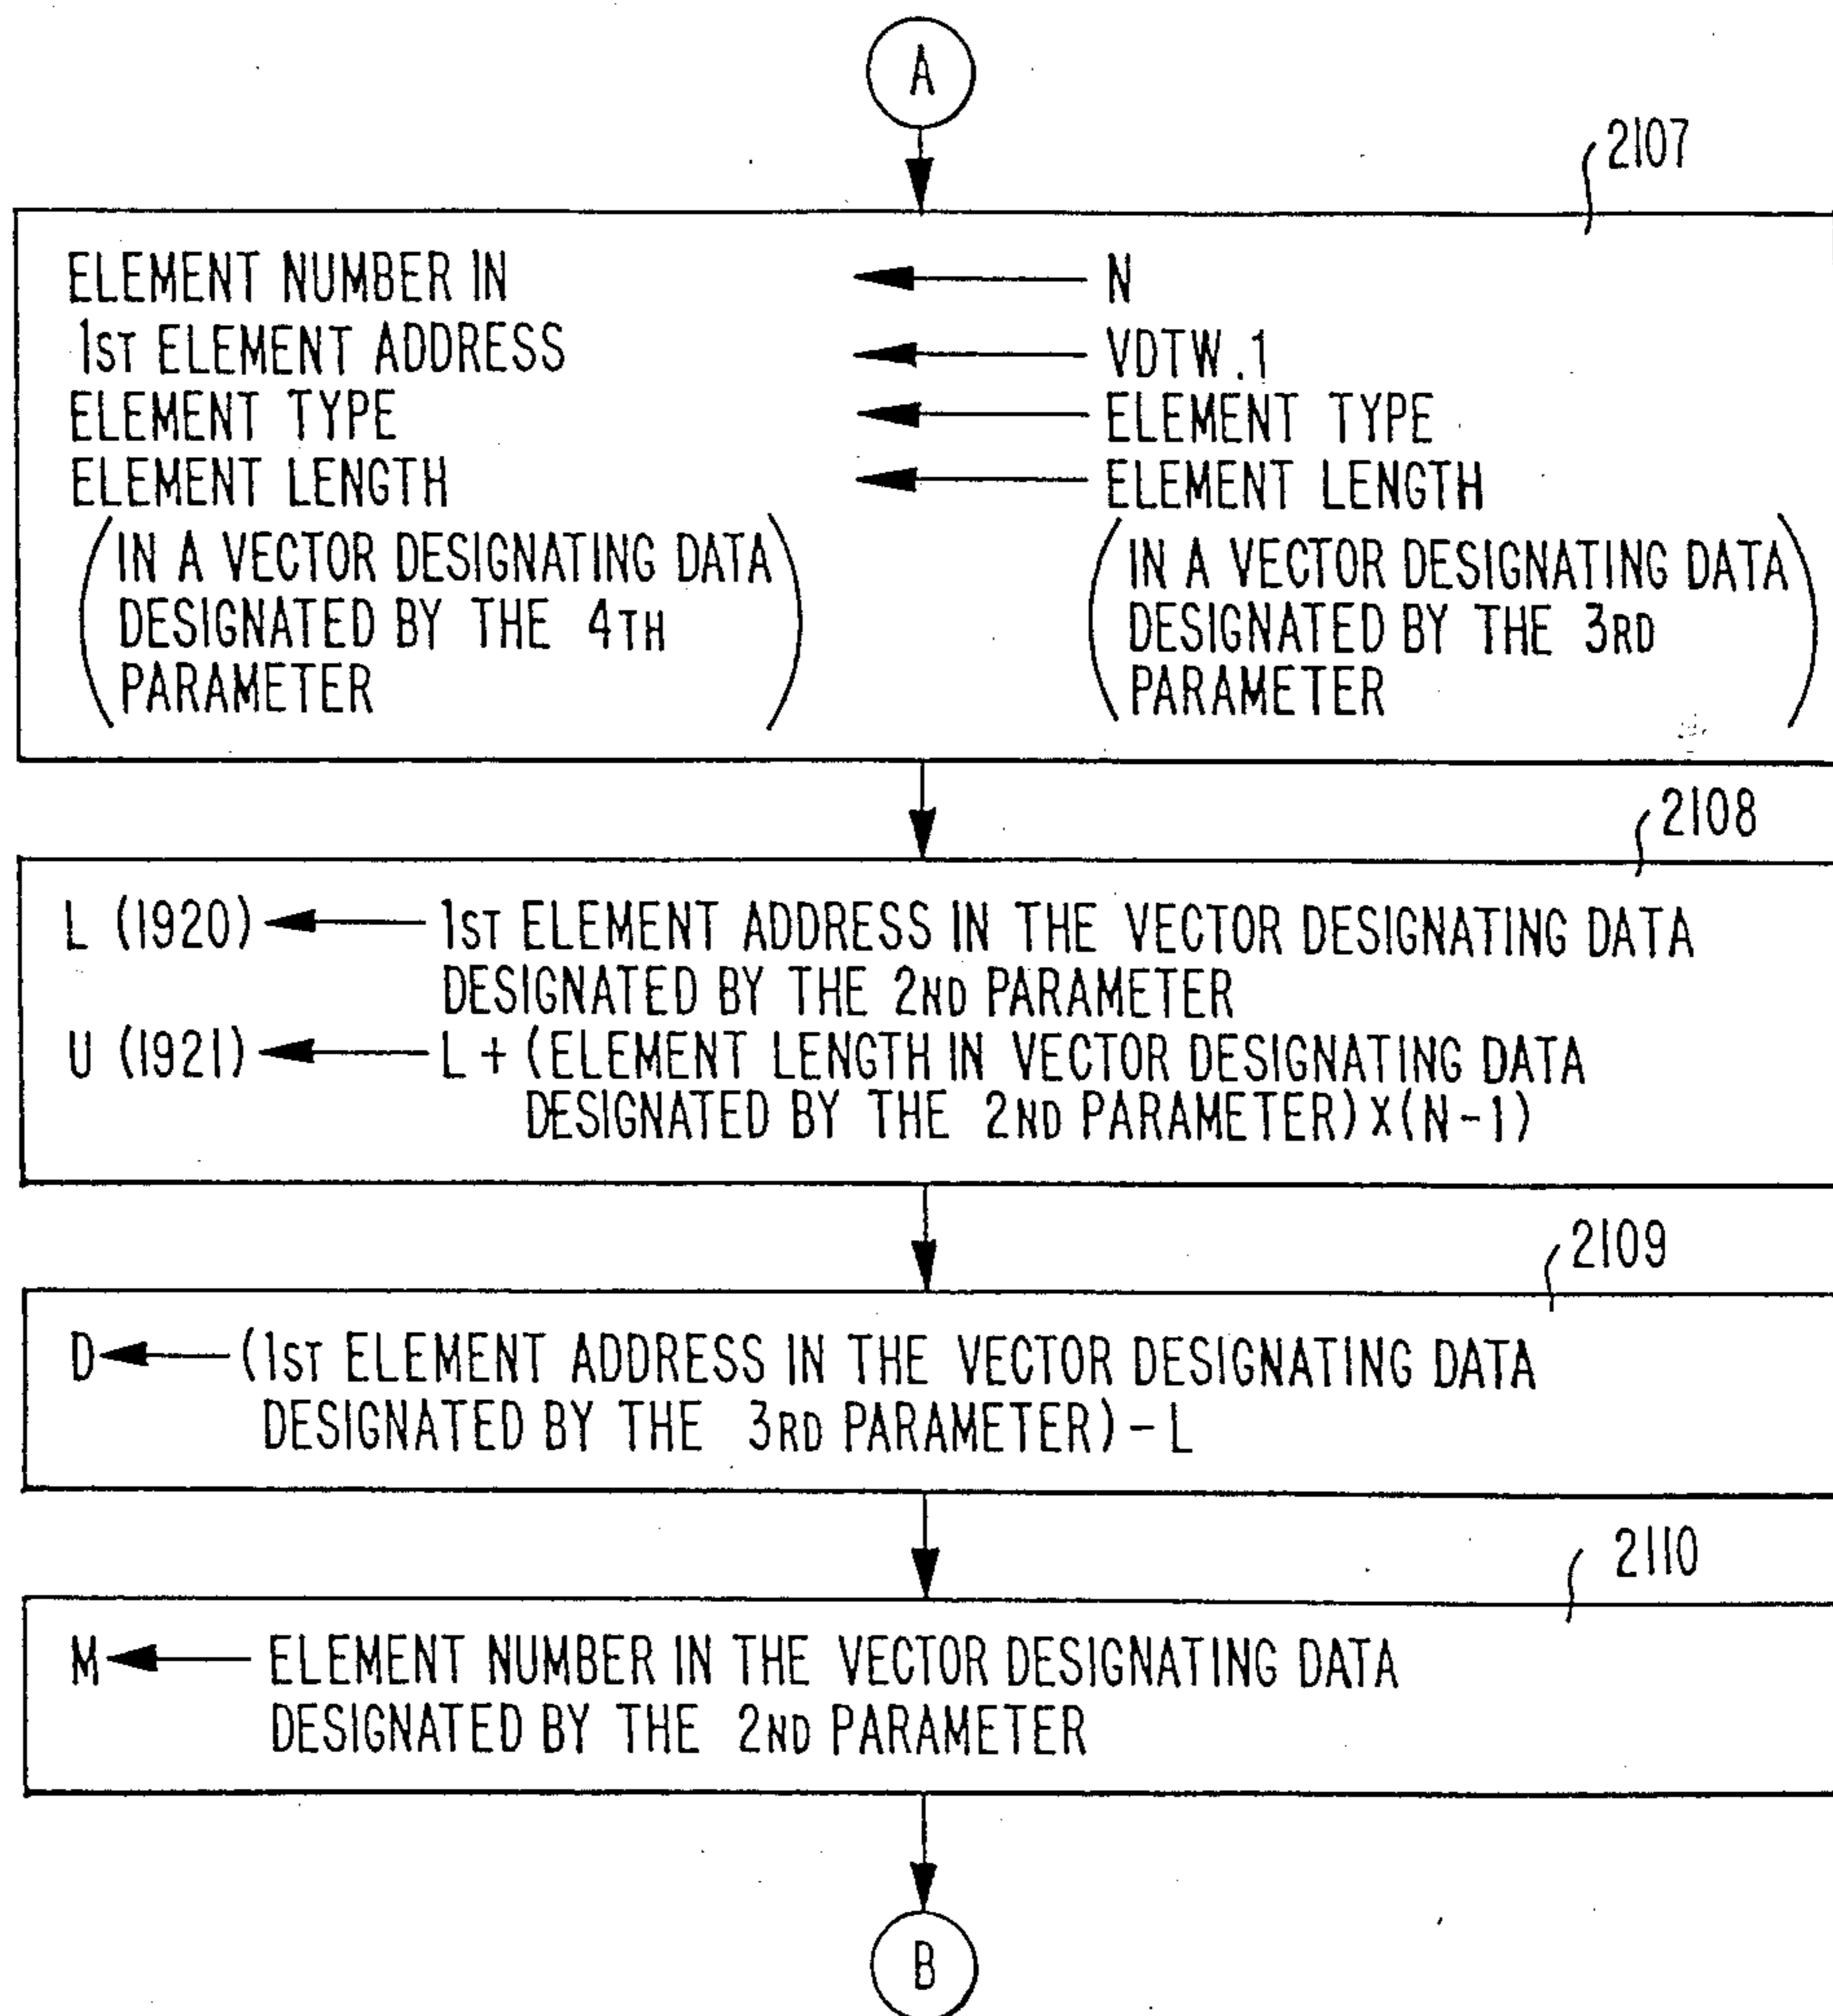 A
2107
ELEMENT NUMBER IN ← N
1ST ELEMENT ADDRESS ← VDTW.1
ELEMENT TYPE ← ELEMENT TYPE
ELEMENT LENGTH ← ELEMENT LENGTH
(IN A VECTOR DESIGNATING DATA
DESIGNATED BY THE 4TH
PARAMETER)
(IN A VECTOR DESIGNATING DATA
DESIGNATED BY THE 3RD
PARAMETER)
2108
L (1920) ← 1ST ELEMENT ADDRESS IN THE VECTOR DESIGNATING DATA
DESIGNATED BY THE 2ND PARAMETER
U (1921) ← L + (ELEMENT LENGTH IN VECTOR DESIGNATING DATA
DESIGNATED BY THE 2ND PARAMETER) X (N-1)
2109
D ← (1ST ELEMENT ADDRESS IN THE VECTOR DESIGNATING DATA
DESIGNATED BY THE 3RD PARAMETER) - L
2110
M ← ELEMENT NUMBER IN THE VECTOR DESIGNATING DATA
DESIGNATED BY THE 2ND PARAMETER
B